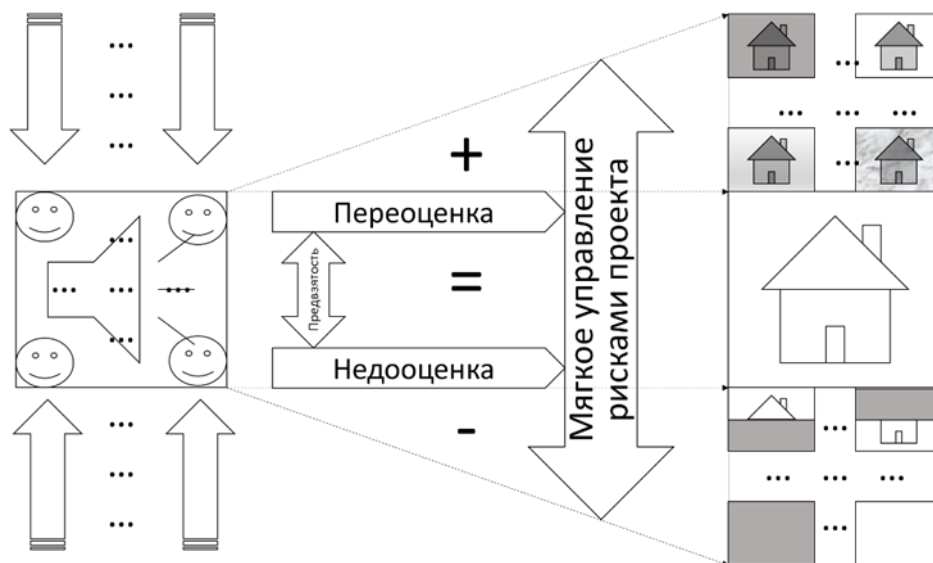 +
Переоценка
Предвзятость
=
Недооценка
-
Мягкое управление
рисками проекта